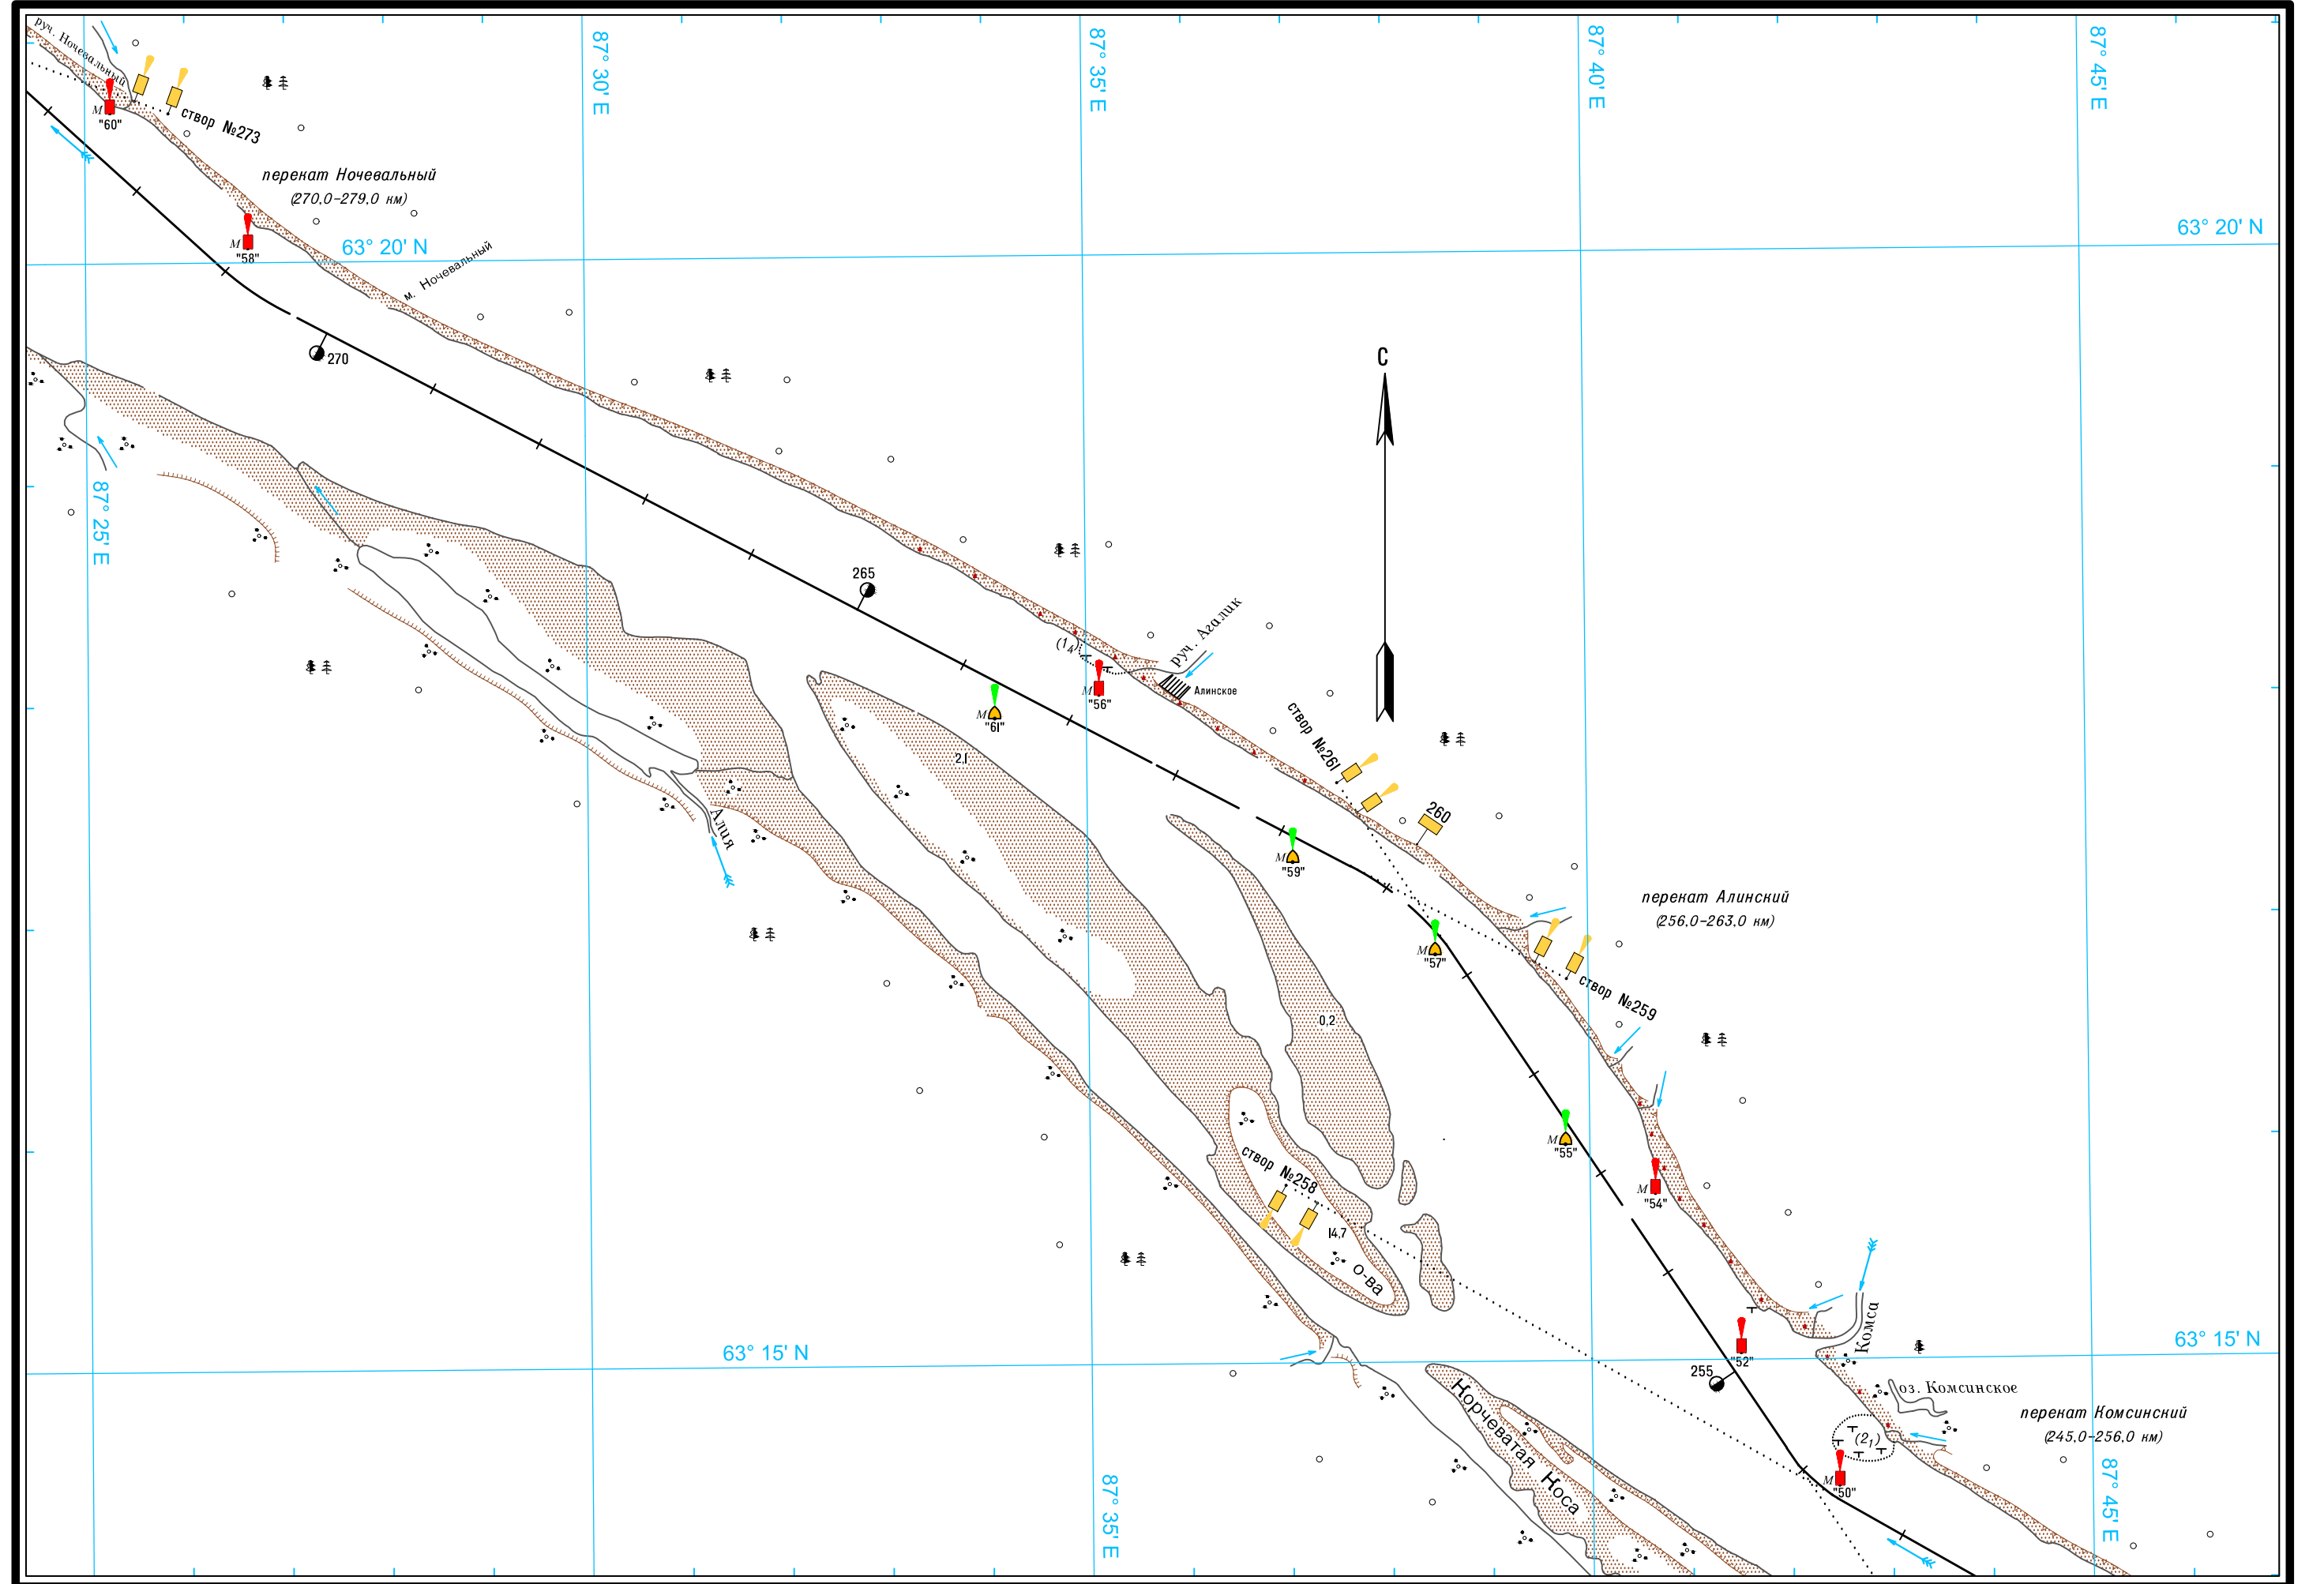 руч. Ночевальный
87° 30' E
87° 35' E
87° 40' E
87° 45' E
М
"60"
створ №273
перекат Ночевальный
(270,0-279,0 км)
М
"58"
63° 20' N
63° 20' N
м. Ночевальный
270
С
87° 25' E
265
(1₄)
руч. Агалик
Алинское
М
"56"
М
"61"
створ №261
2,1
260
Алия
М
"59"
перекат Алинский
(256,0-263,0 км)
М
"57"
створ №259
0,2
М
"55"
створ №258
М
"54"
14,7
о-ва
Комса
63° 15' N
63° 15' N
"52"
255
оз. Комсинское
Норчеватая Носа
перекат Комсинский
(245,0-256,0 км)
(2₁)
М
"50"
87° 35' E
87° 45' E